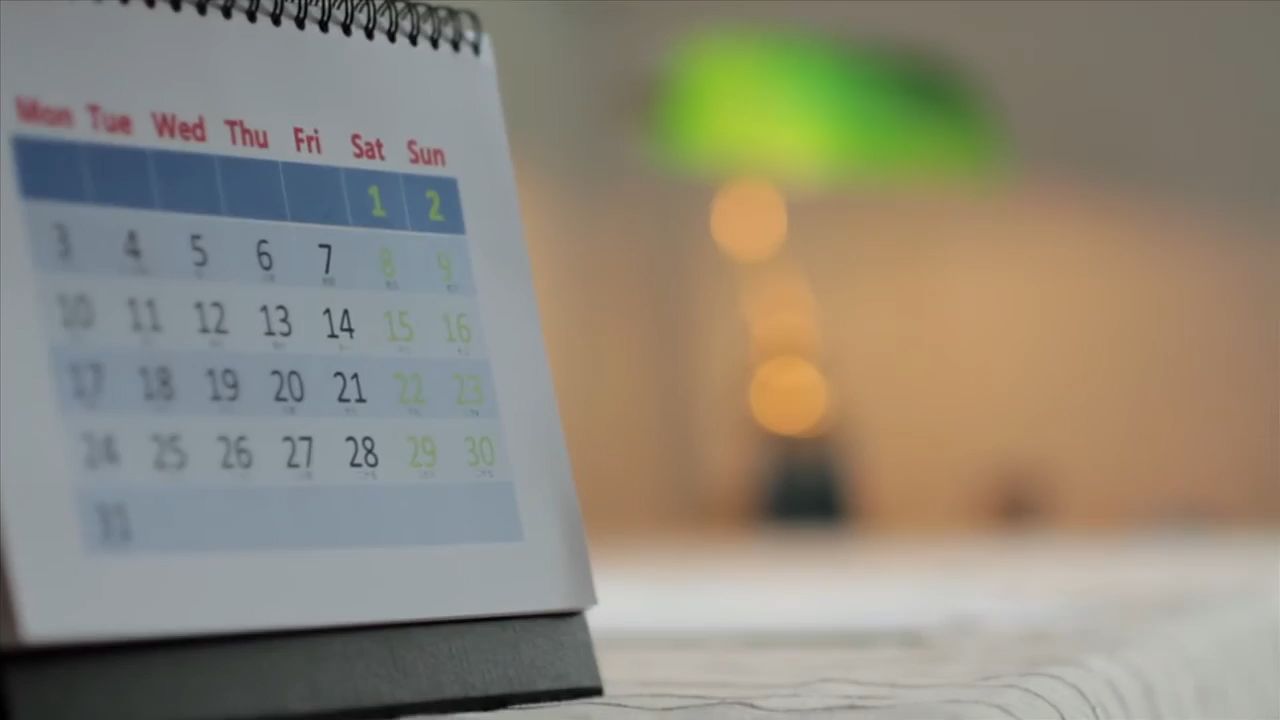 Mon Tue Wed Thu Fri Sat Sun
1 2
3 4 5 6 7 8 9
10 11 12 13 14 15 16
17 18 19 20 21 22 23
24 25 26 27 28 29 30
31